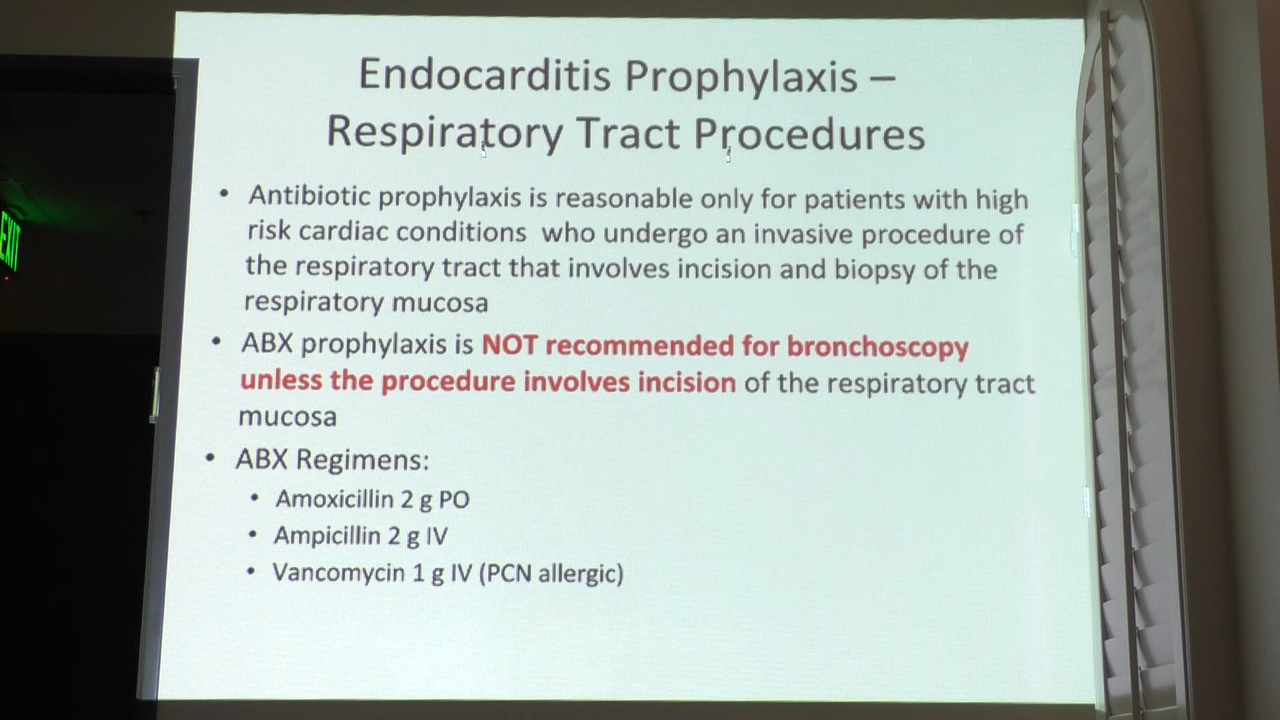 Endocarditis Prophylaxis –
Respiratory Tract Procedures
• Antibiotic prophylaxis is reasonable only for patients with high
risk cardiac conditions who undergo an invasive procedure of
the respiratory tract that involves incision and biopsy of the
respiratory mucosa
• ABX prophylaxis is NOT recommended for bronchoscopy
unless the procedure involves incision of the respiratory tract
mucosa
• ABX Regimens:
• Amoxicillin 2 g PO
• Ampicillin 2 g IV
• Vancomycin 1 g IV (PCN allergic)
EXIT